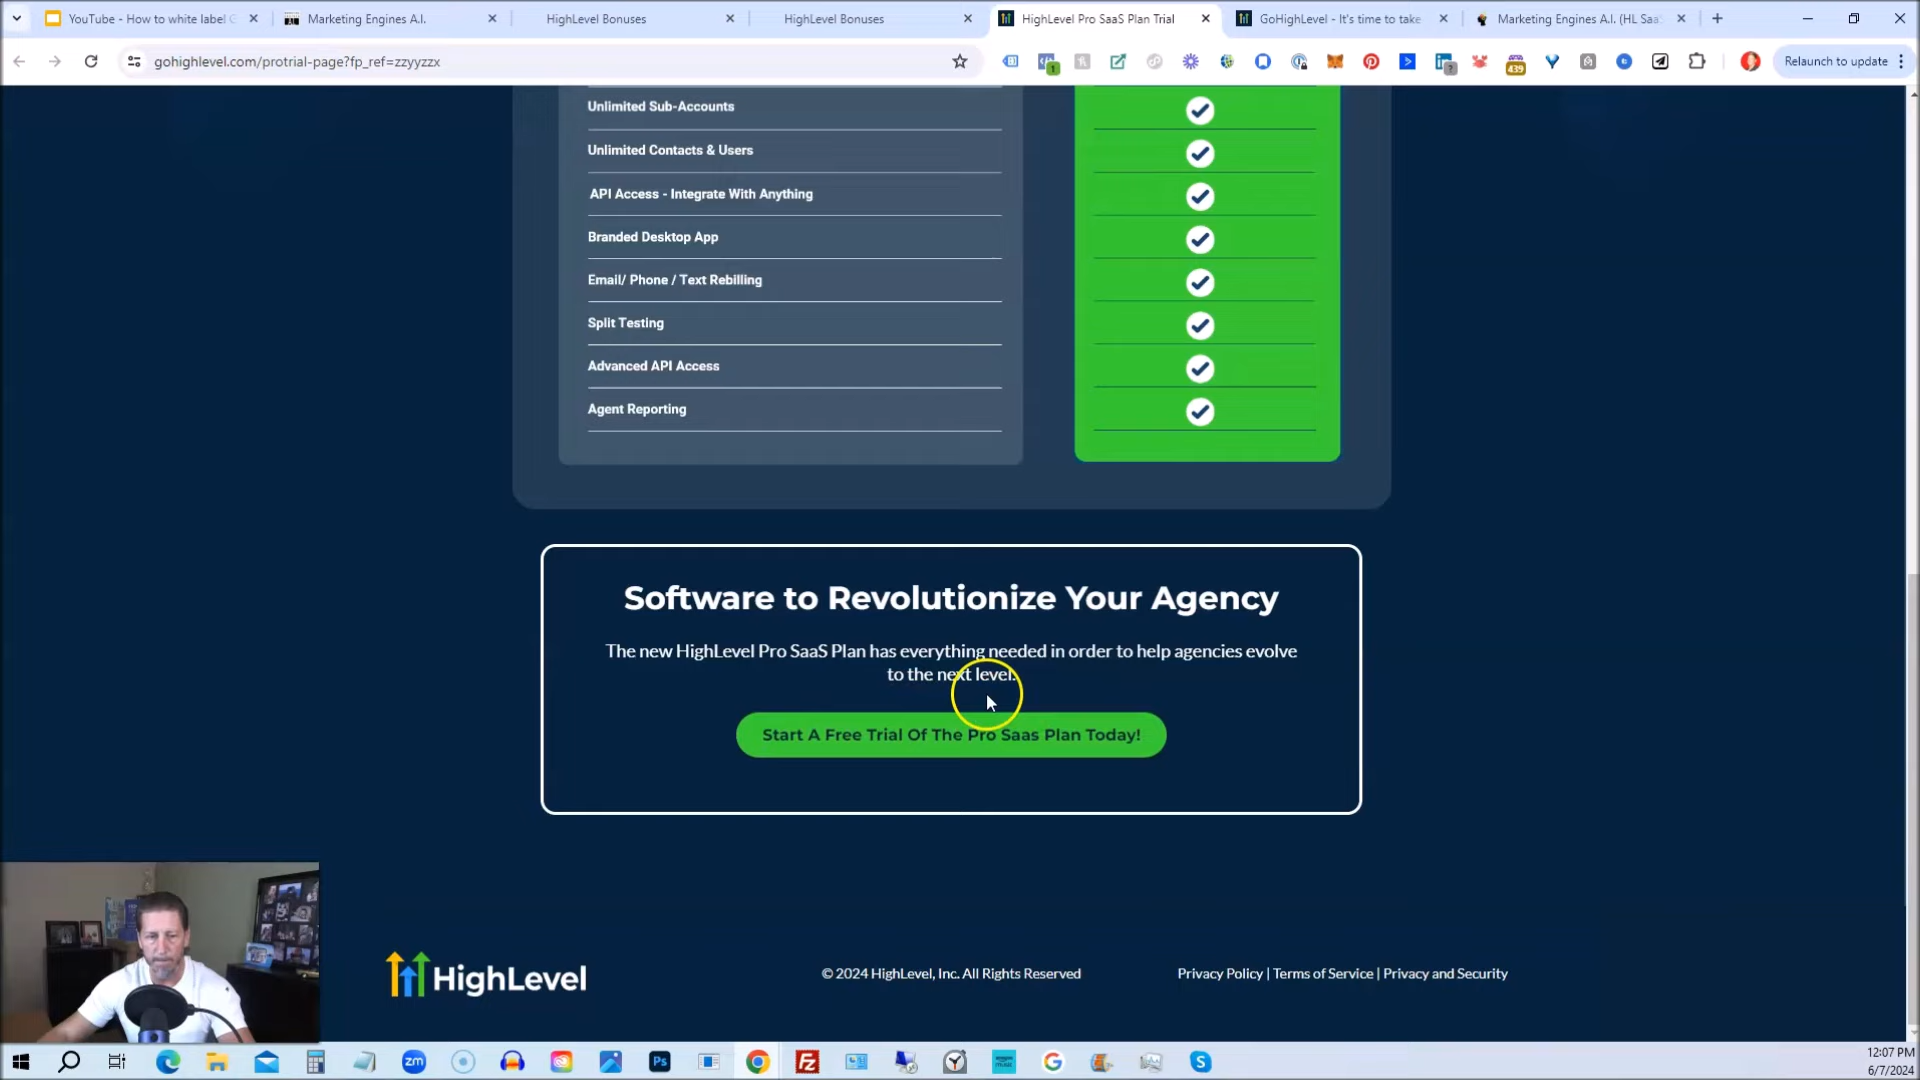 YouTube - How to white label G
Marketing Engines A.I.
HighLevel Bonuses
HighLevel Bonuses
HighLevel Pro SaaS Plan Trial
GoHighLevel - It's time to take
Marketing Engines A.I. (HL Saa
gohighlevel.com/protrial-page?fp_ref=zzyyzzx
1
?
439
Relaunch to update
Unlimited Sub-Accounts
Unlimited Contacts & Users
API Access - Integrate With Anything
Branded Desktop App
Email/ Phone / Text Rebilling
Split Testing
Advanced API Access
Agent Reporting
Software to Revolutionize Your Agency
The new HighLevel Pro SaaS Plan has everything needed in order to help agencies evolve
to the next level.
Start A Free Trial Of The Pro Saas Plan Today!
HighLevel
© 2024 HighLevel, Inc. All Rights Reserved
Privacy Policy | Terms of Service | Privacy and Security
zm
Ps
12:07 PM
6/7/2024